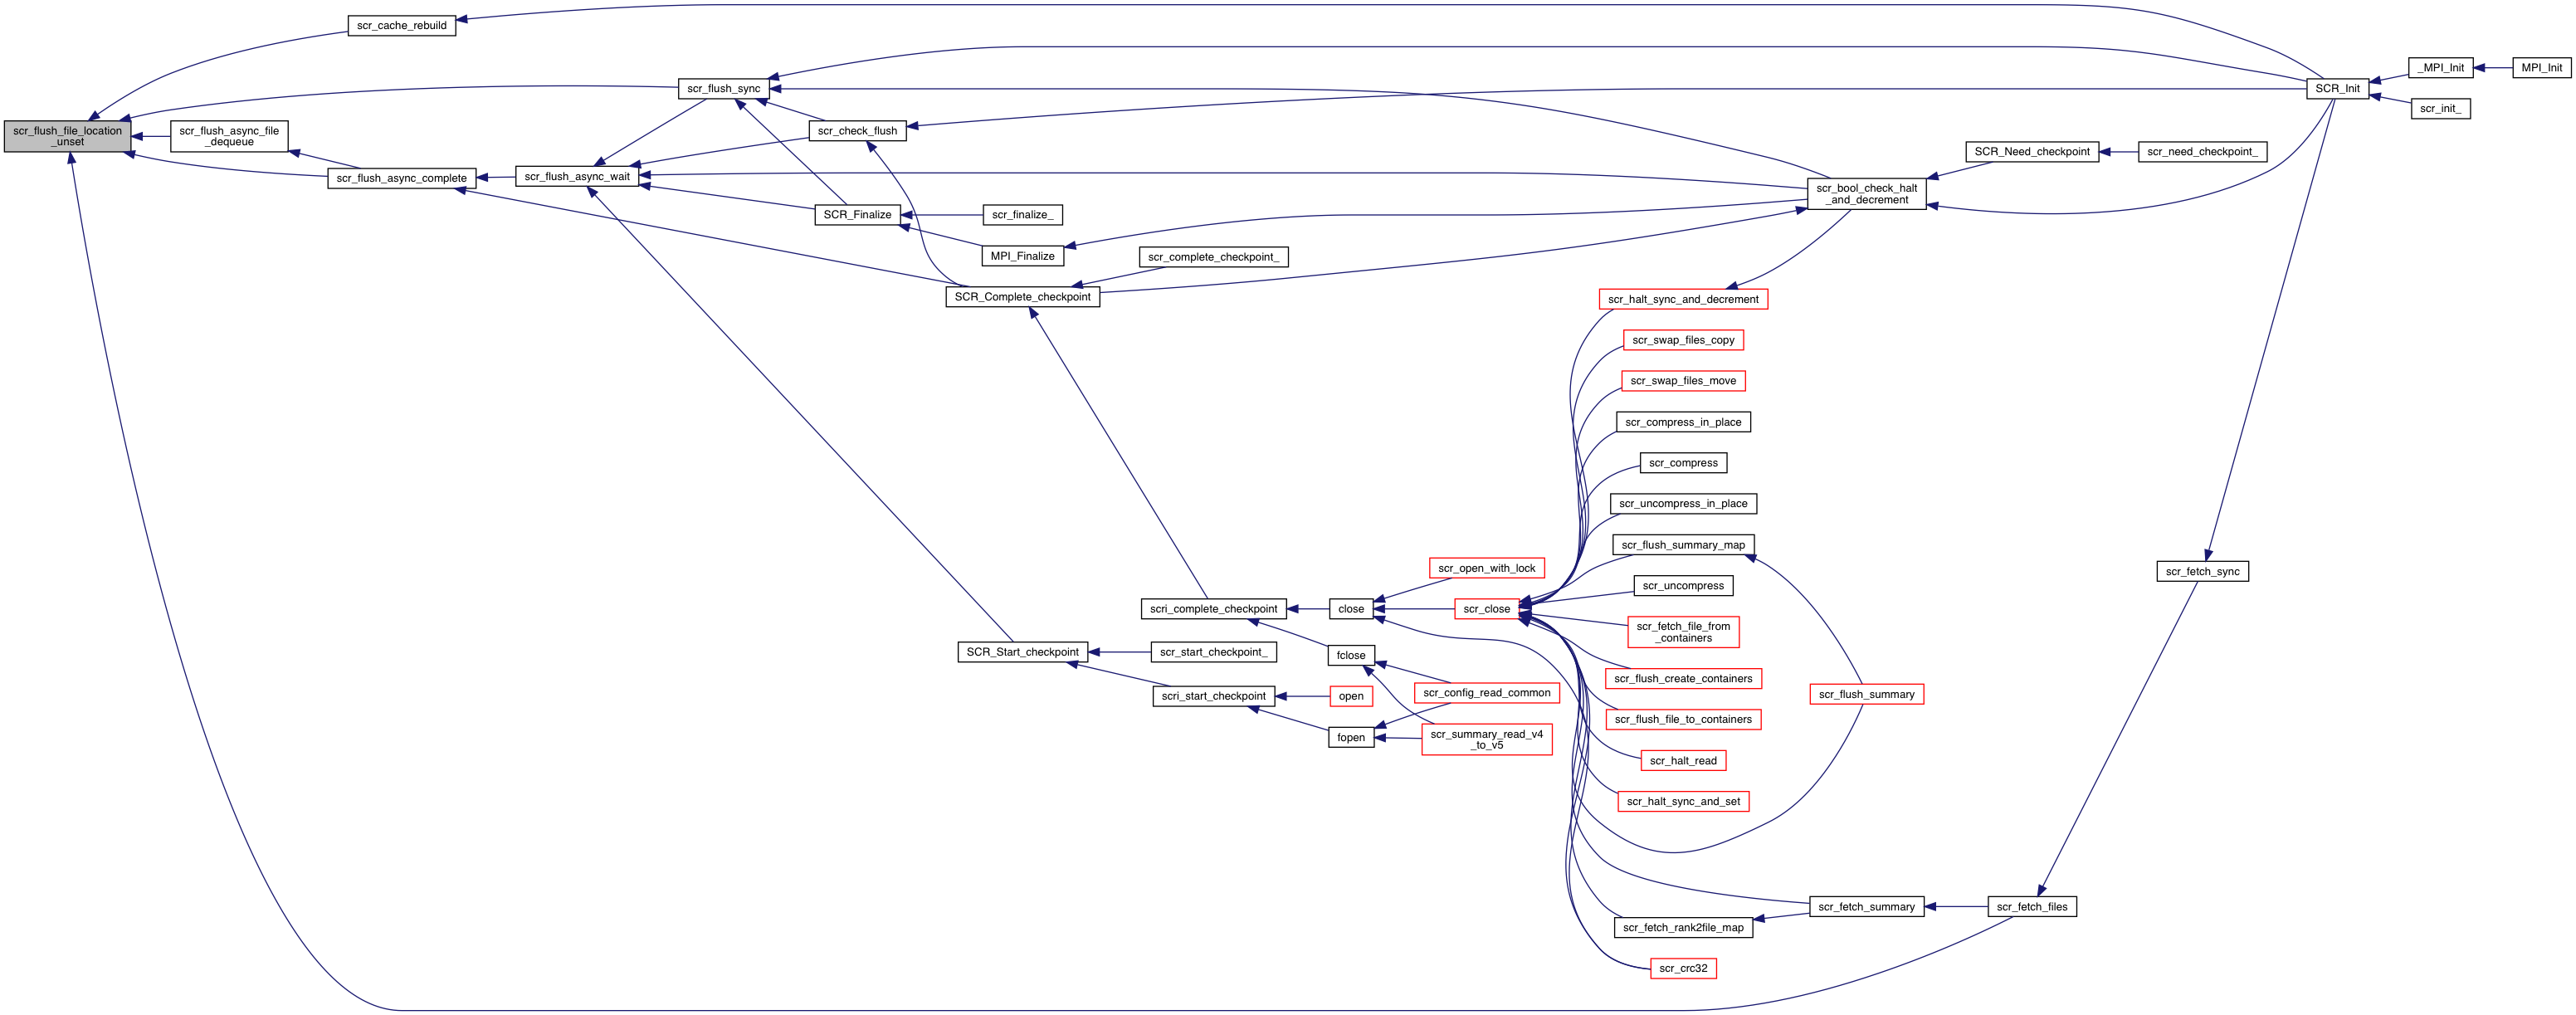 scr_flush_file_location
_unset
scr_cache_rebuild
scr_flush_async_file
_dequeue
scr_flush_async_complete
scr_flush_async_wait
scr_flush_sync
scr_check_flush
SCR_Finalize
scr_finalize_
MPI_Finalize
scr_complete_checkpoint_
SCR_Complete_checkpoint
SCR_Start_checkpoint
scr_start_checkpoint_
scri_start_checkpoint
scri_complete_checkpoint
close
fclose
open
fopen
scr_open_with_lock
scr_close
scr_config_read_common
scr_summary_read_v4
_to_v5
scr_halt_sync_and_decrement
scr_swap_files_copy
scr_swap_files_move
scr_compress_in_place
scr_compress
scr_uncompress_in_place
scr_flush_summary_map
scr_uncompress
scr_fetch_file_from
_containers
scr_flush_create_containers
scr_flush_file_to_containers
scr_halt_read
scr_halt_sync_and_set
scr_fetch_rank2file_map
scr_crc32
scr_bool_check_halt
_and_decrement
scr_flush_summary
scr_fetch_summary
SCR_Need_checkpoint
scr_need_checkpoint_
scr_fetch_files
scr_fetch_sync
SCR_Init
_MPI_Init
scr_init_
MPI_Init